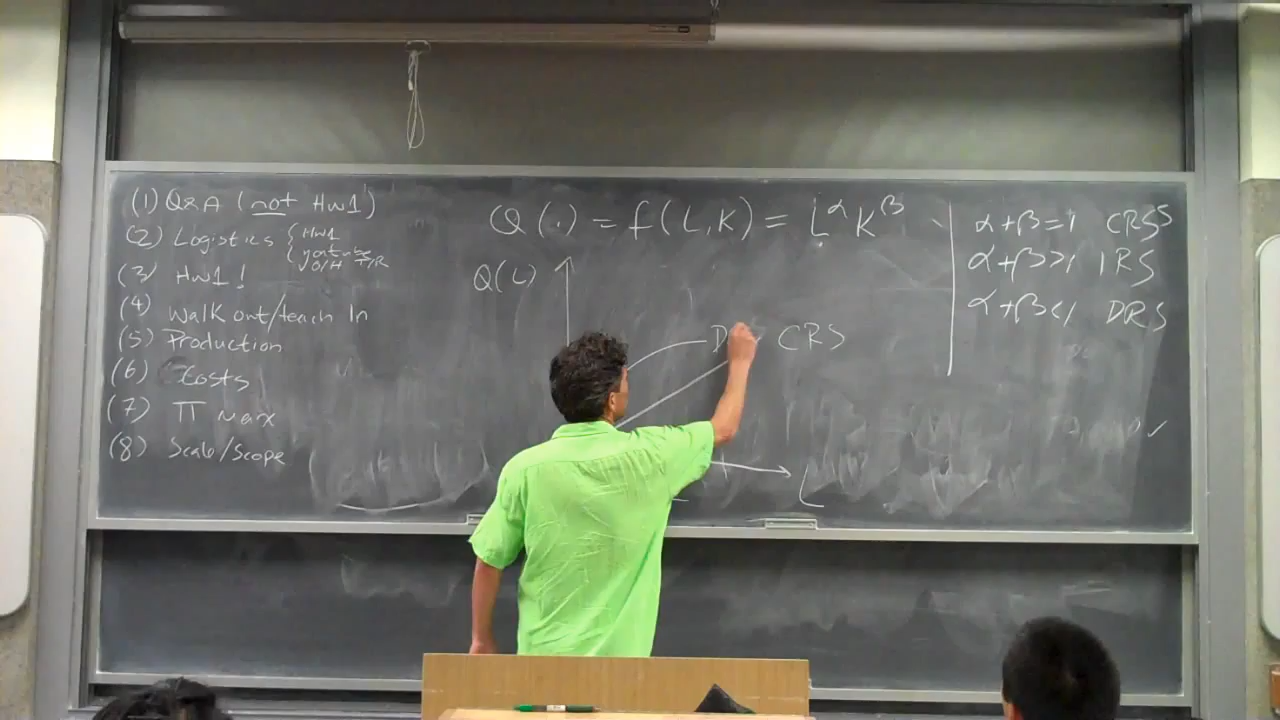 (1) Q&A (not HW1)
(2) Logistics { HW1
youtube
O/H T/R
(3) HW1!
(4) Walk out/teach In
(5) Production
(6) Costs
(7) Π Max
(8) Scale/Scope
Q(.) = f(L,K) = L^α K^β
Q(L)
D
CRS
L
α+β=1 CRS
α+β>1 IRS
α+β<1 DRS